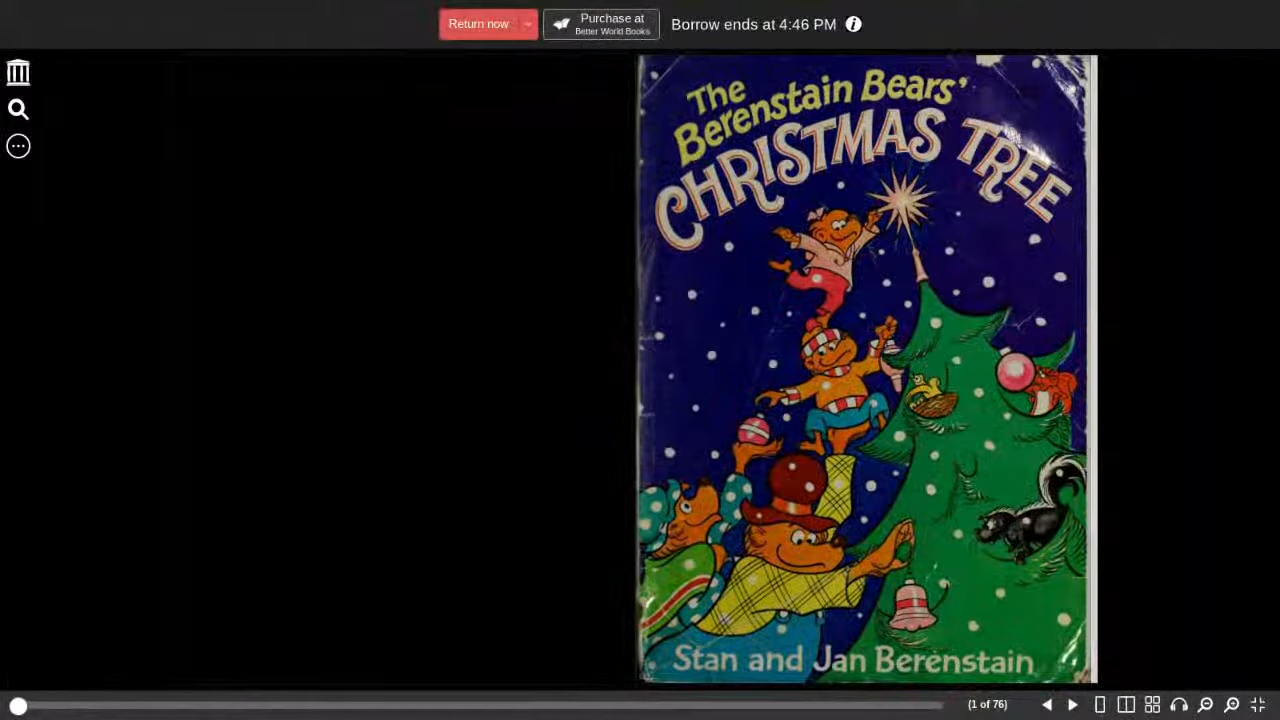 Return now
Purchase at
Better World Books
Borrow ends at 4:46 PM
The
Berenstain Bears'
CHRISTMAS TREE
Stan and Jan Berenstain
(1 of 76)